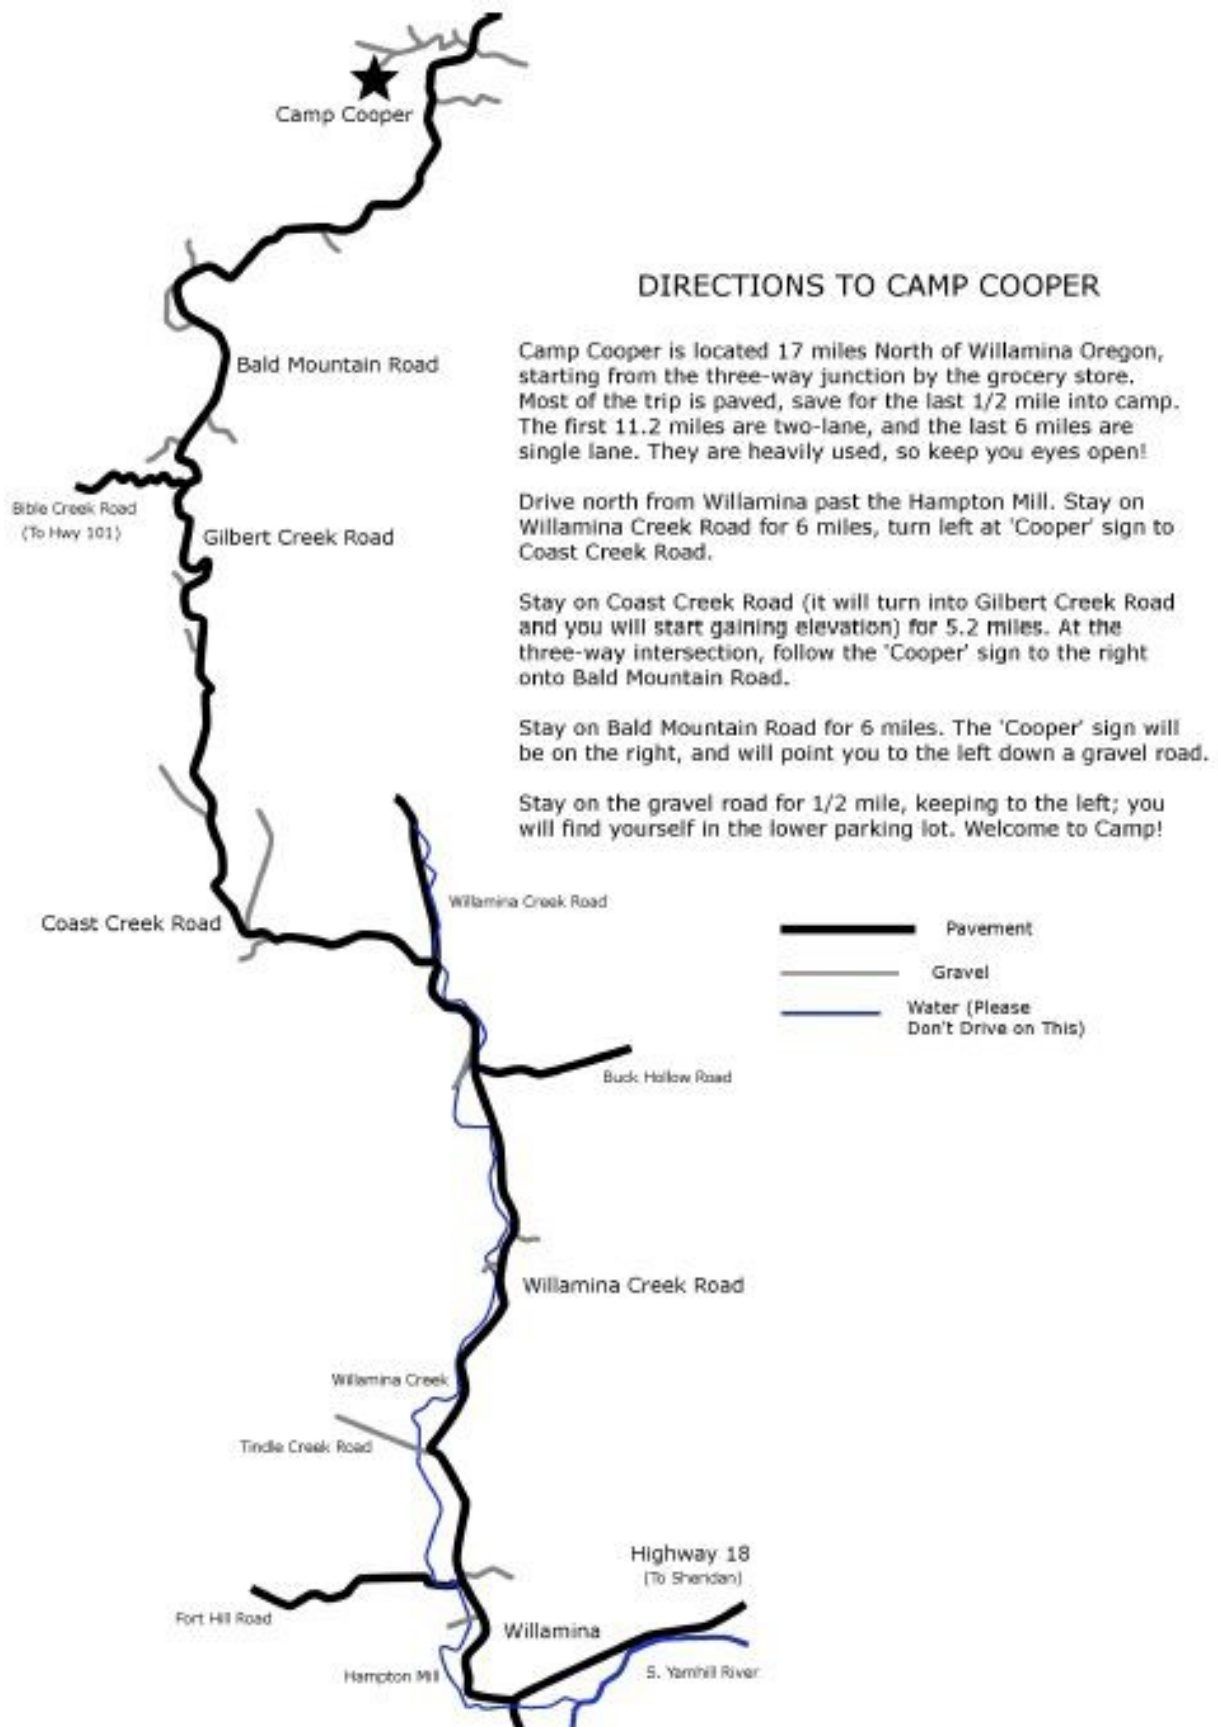 Camp Cooper
DIRECTIONS TO CAMP COOPER
Camp Cooper is located 17 miles North of Willamina Oregon,
starting from the three-way junction by the grocery store.
Most of the trip is paved, save for the last 1/2 mile into camp.
The first 11.2 miles are two-lane, and the last 6 miles are
single lane. They are heavily used, so keep you eyes open!
Drive north from Willamina past the Hampton Mill. Stay on
Willamina Creek Road for 6 miles, turn left at 'Cooper' sign to
Coast Creek Road.
Stay on Coast Creek Road (it will turn into Gilbert Creek Road
and you will start gaining elevation) for 5.2 miles. At the
three-way intersection, follow the 'Cooper' sign to the right
onto Bald Mountain Road.
Stay on Bald Mountain Road for 6 miles. The 'Cooper' sign will
be on the right, and will point you to the left down a gravel road.
Stay on the gravel road for 1/2 mile, keeping to the left; you
will find yourself in the lower parking lot. Welcome to Camp!
Bald Mountain Road
Bible Creek Road
(To Hwy 101)
Gilbert Creek Road
Willamina Creek Road
Coast Creek Road
Pavement
Gravel
Water (Please
Don't Drive on This)
Buck Hollow Road
Willamina Creek Road
Willamina Creek
Tindle Creek Road
Highway 18
(To Sheridan)
Fort Hill Road
Willamina
Hampton Mill
S. Yamhill River